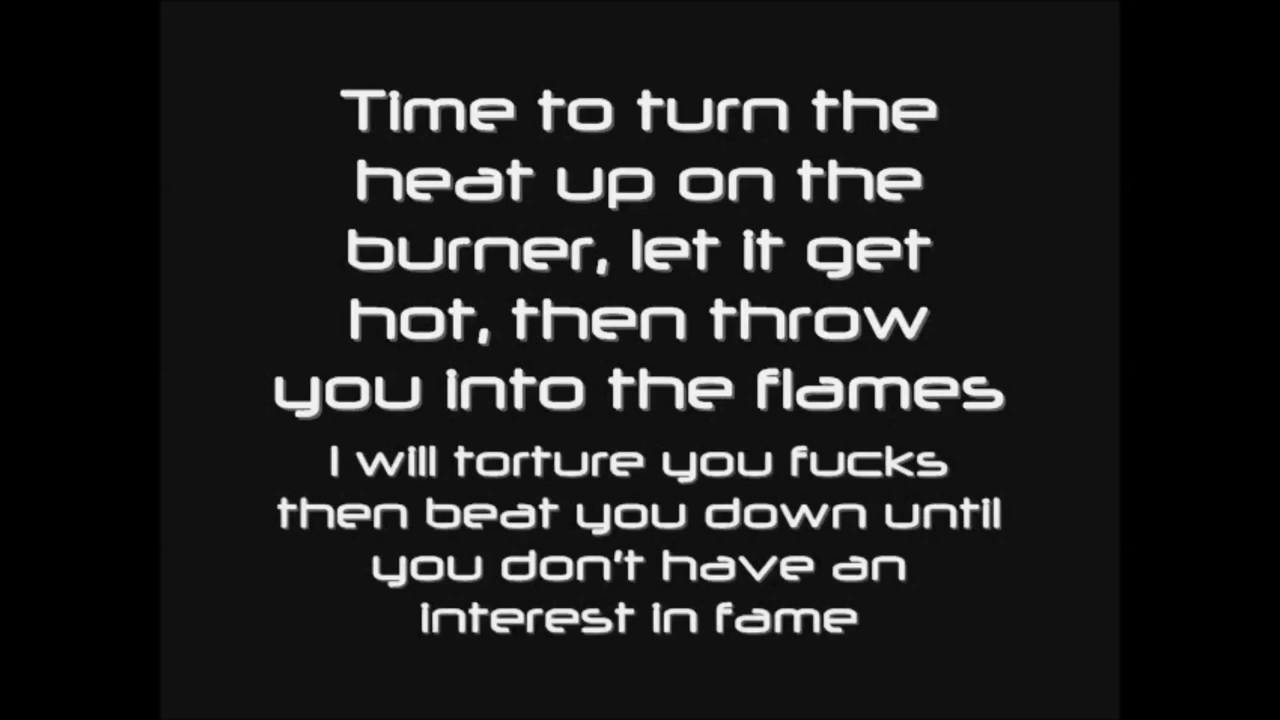 Time to turn the
heat up on the
burner, let it get
hot, then throw
you into the flames
I will torture you fucks
then beat you down until
you don't have an
interest in fame